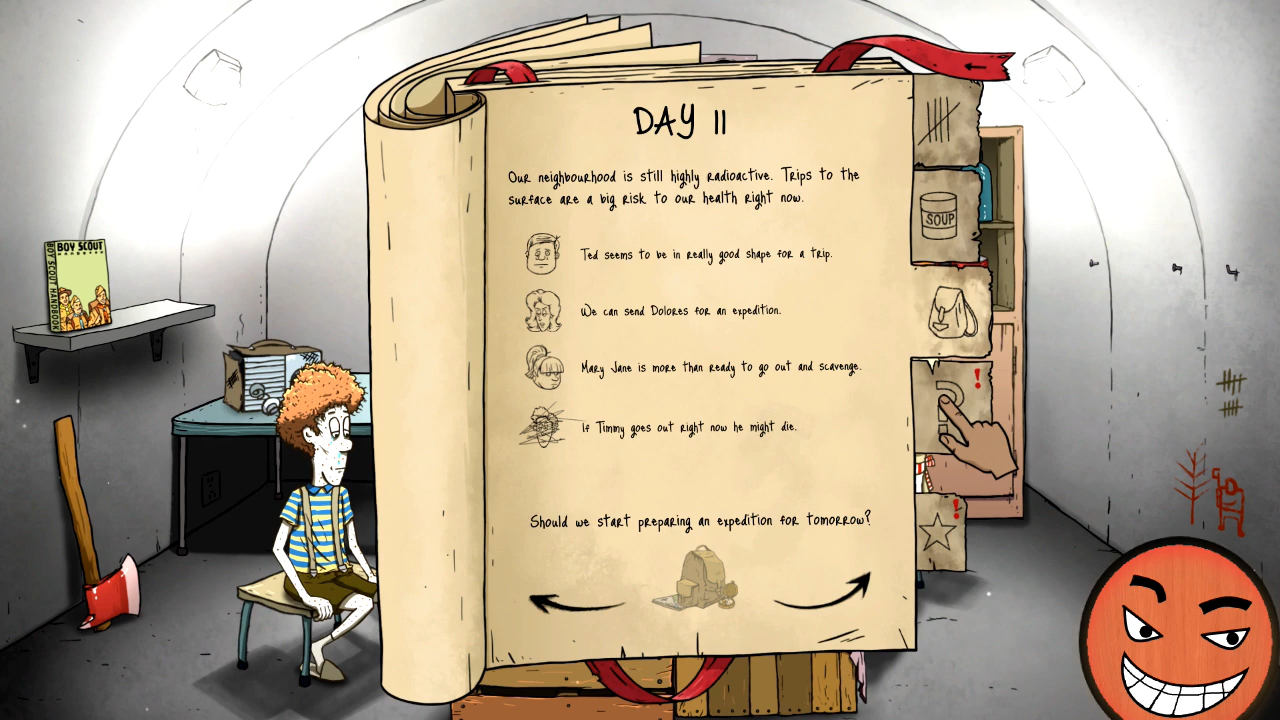 DAY 11
Our neighbourhood is still highly radioactive. Trips to the
surface are a big risk to our health right now.
Ted seems to be in really good shape for a trip.
We can send Dolores for an expedition.
Mary Jane is more than ready to go out and scavenge.
If Timmy goes out right now he might die.
Should we start preparing an expedition for tomorrow?
SOUP
!
!
BOY SCOUT
HANDBOOK
BOY SCOUT HANDBOOK